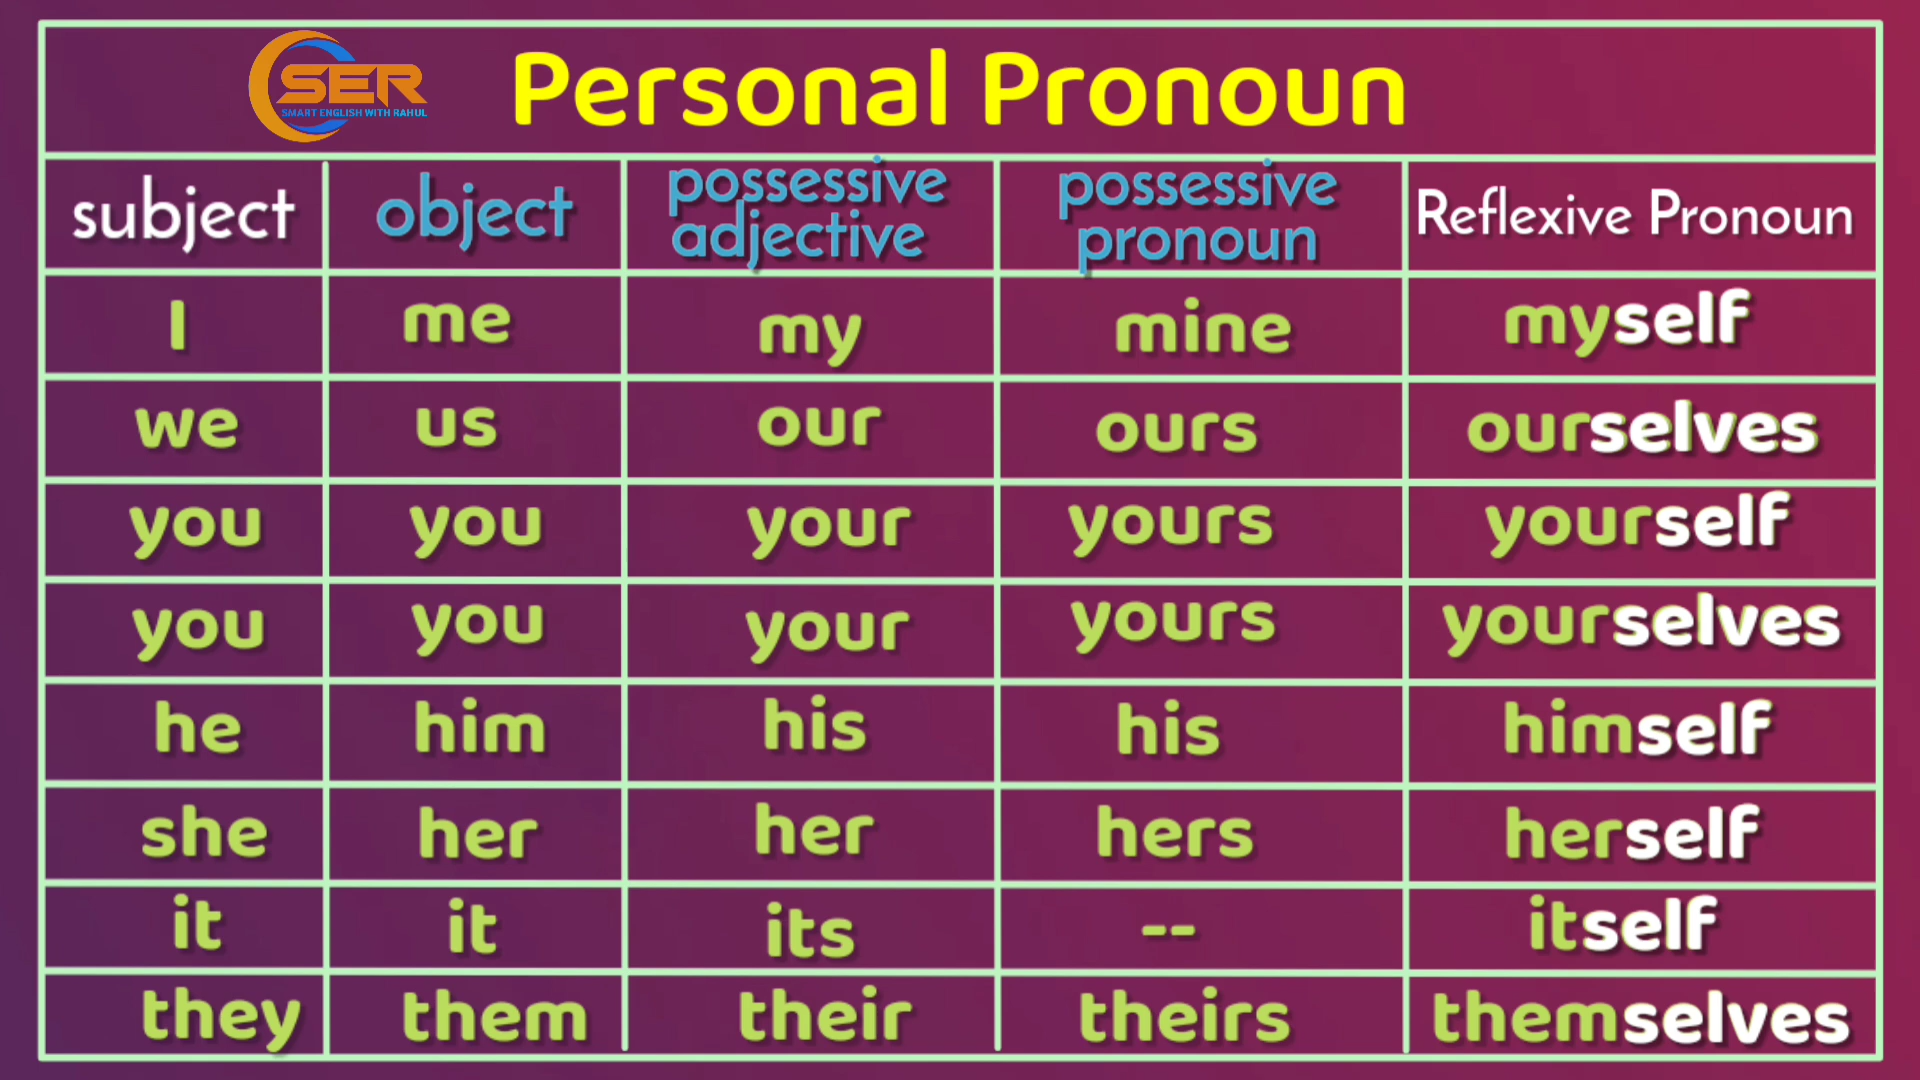 SER
SMART ENGLISH WITH RAHUL
Personal Pronoun
subject object possessive adjective possessive pronoun Reflexive Pronoun
I me my mine myself
we us our ours ourselves
you you your yours yourself
you you your yours yourselves
he him his his himself
she her her hers herself
it it its -- itself
they them their theirs themselves